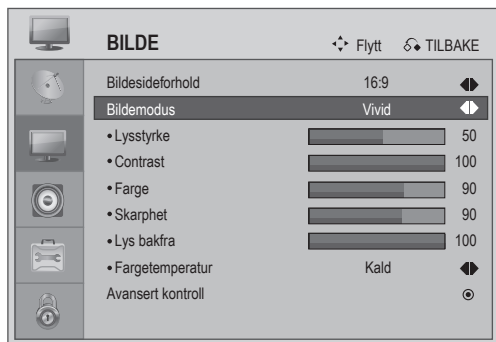 BILDE Flytt TILBAKE
Bildesideforhold 16:9
Bildemodus Vivid
• Lysstyrke 50
• Contrast 100
• Farge 90
• Skarphet 90
• Lys bakfra 100
• Fargetemperatur Kald
Avansert kontroll